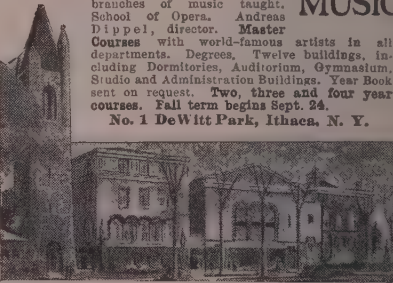 branches of music taught.
MUSIC
School of Opera. Andreas
Dippel, director. Master
Courses with world-famous artists in all
departments. Degrees. Twelve buildings, in-
cluding Dormitories, Auditorium, Gymnasium,
Studio and Administration Buildings. Year Book
sent on request. Two, three and four year
courses. Fall term begins Sept. 24.
No. 1 DeWitt Park, Ithaca, N. Y.